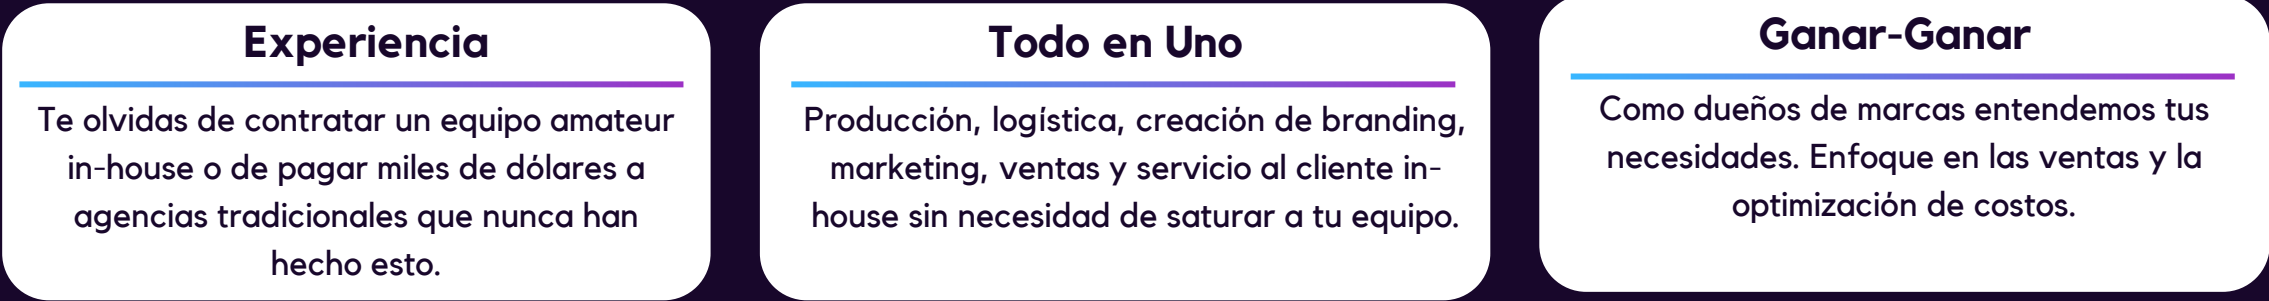 Experiencia
Te olvidas de contratar un equipo amateur
in-house o de pagar miles de dólares a
agencias tradicionales que nunca han
hecho esto.
Todo en Uno
Producción, logística, creación de branding,
marketing, ventas y servicio al cliente in-
house sin necesidad de saturar a tu equipo.
Ganar-Ganar
Como dueños de marcas entendemos tus
necesidades. Enfoque en las ventas y la
optimización de costos.